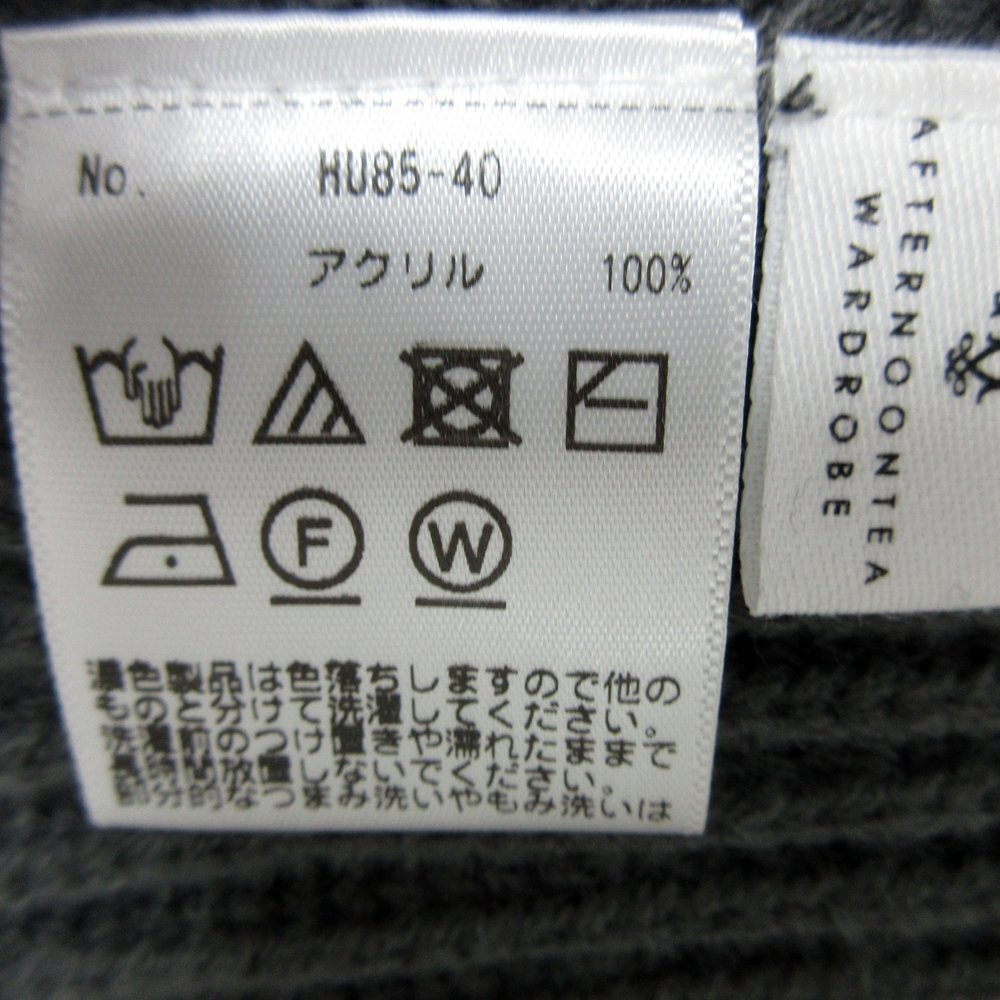 No. HU85-40
アクリル 100%
F W
濃色製品は色落ちしますので他の
ものと分けて洗濯してください。
洗濯前のつけ置きや濡れたままで
長時間の放置しないでください。
部分的なつまみ洗いやもみ洗いは
AFTERNOONTEA
WARDROBE